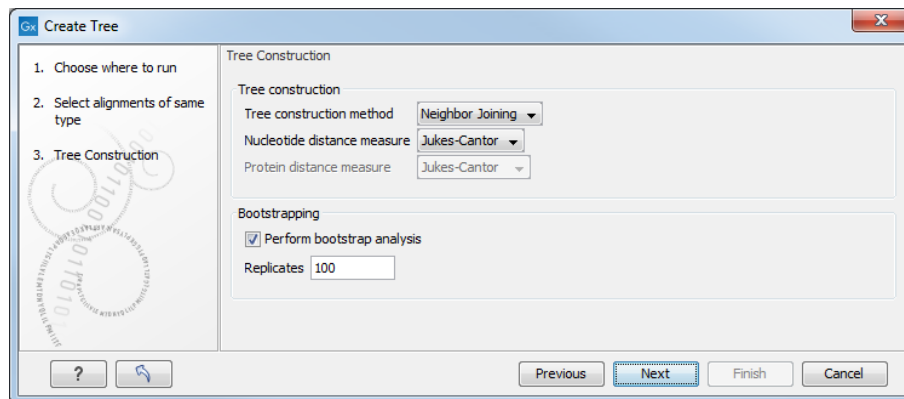 Gx Create Tree
1. Choose where to run
2. Select alignments of same
type
3. Tree Construction
Tree Construction
Tree construction
Tree construction method Neighbor Joining
Nucleotide distance measure Jukes-Cantor
Protein distance measure Jukes-Cantor
Bootstrapping
Perform bootstrap analysis
Replicates 100
?
Previous Next Finish Cancel